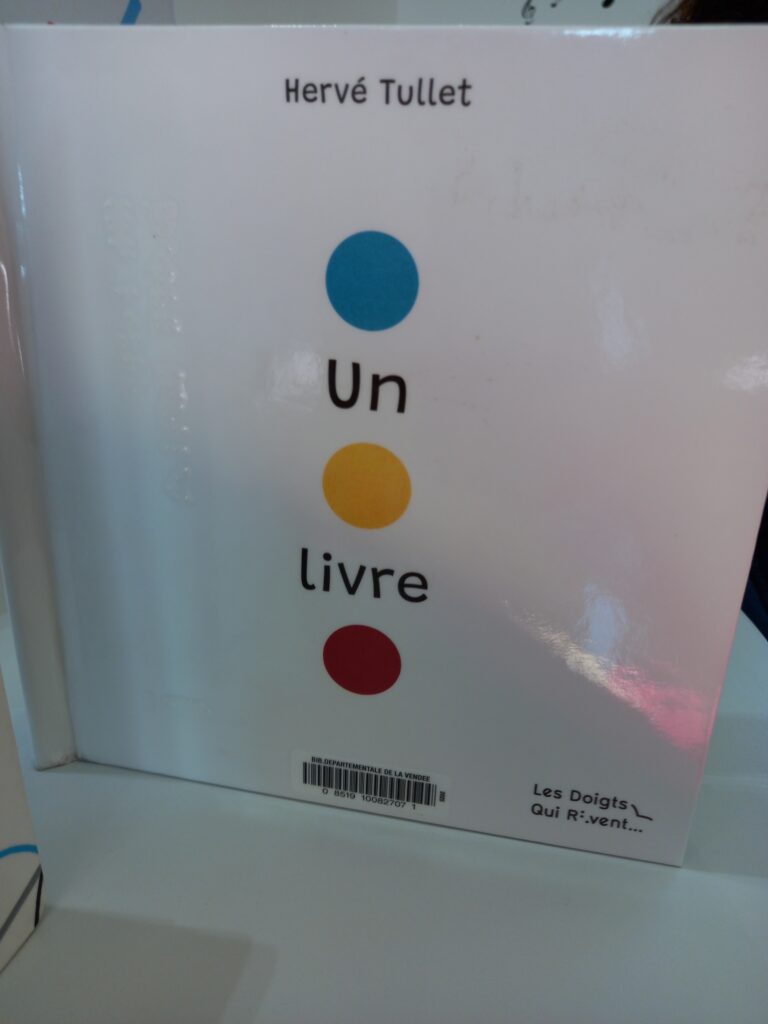 Hervé Tullet
Un
livre
BIB.DEPARTEMENTALE DE LA VENDEE
0 8519 10082707 1
Les Doigts
Qui R⠢vent...